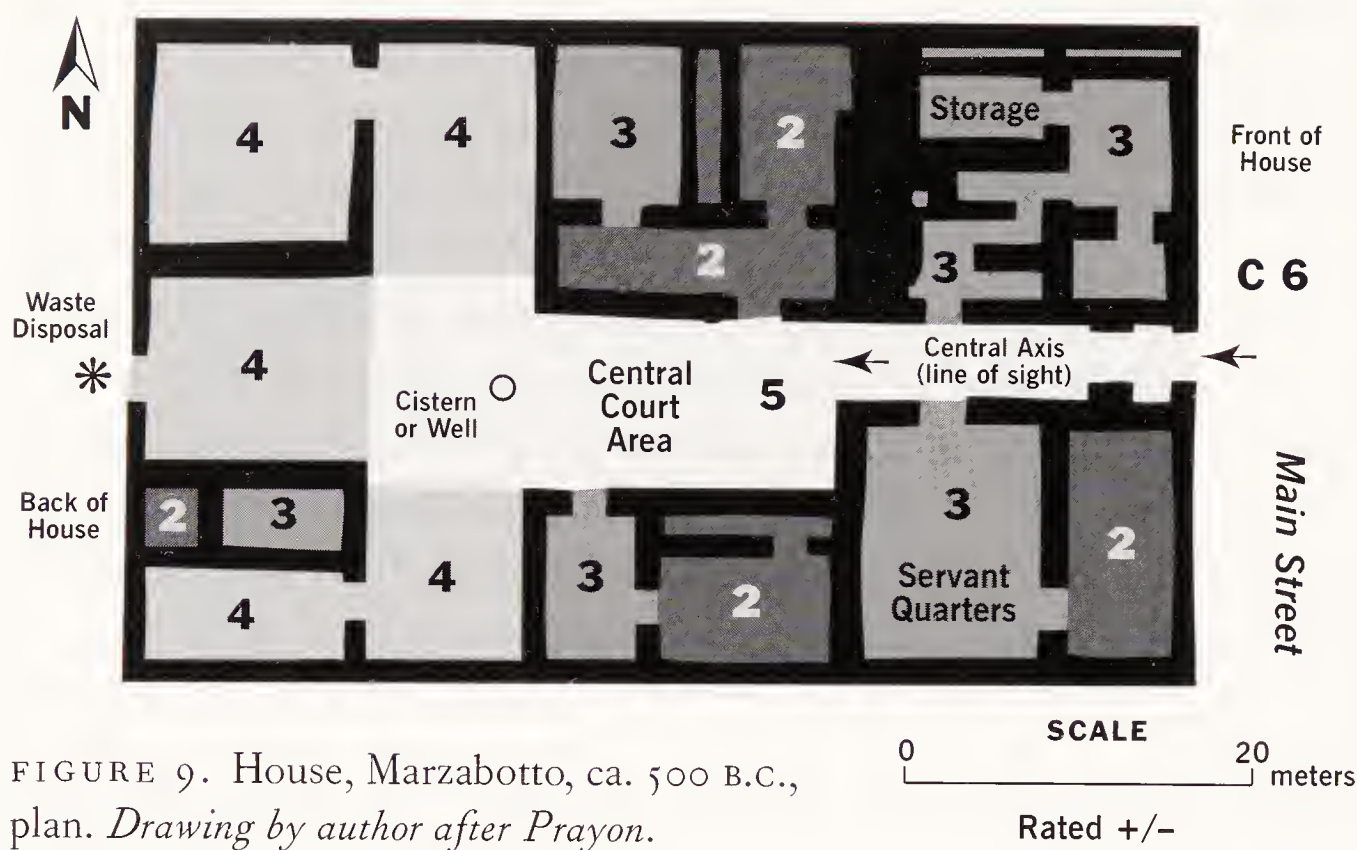 N
4
4
3
2
Storage
3
Front of
House
2
3
C 6
Waste
Disposal
4
Cistern
or Well
Central
Court
Area
5
Central Axis
(line of sight)
Back of
House
2
3
4
4
3
2
3
Servant
Quarters
2
Main Street
SCALE
0 20 meters
Rated +/–
FIGURE 9. House, Marzabotto, ca. 500 B.C.,
plan. Drawing by author after Prayon.